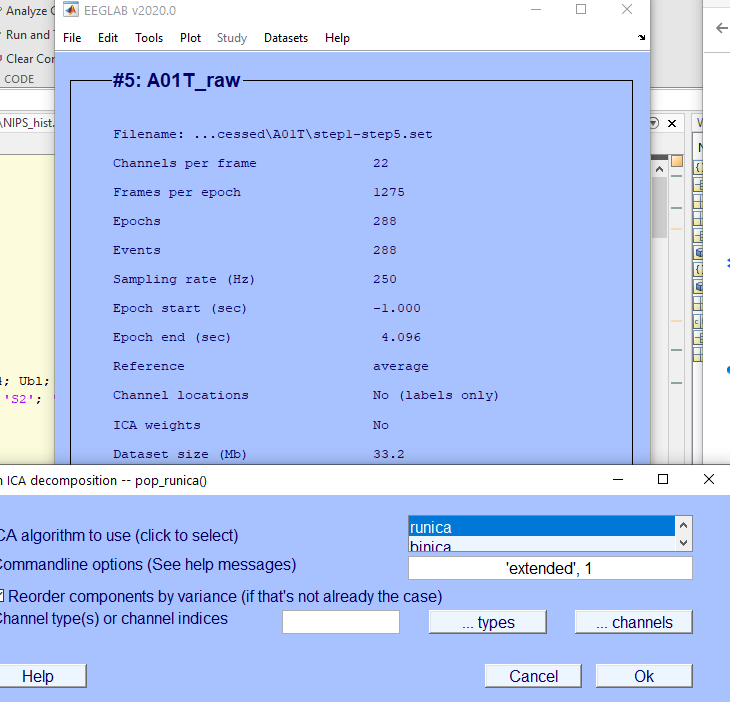 Analyze C
EEGLAB v2020.0
Run and
File Edit Tools Plot Study Datasets Help
Clear Cor
CODE
#5: A01T_raw
\NIPS_hist.
Filename: ...cessed\A01T\step1-step5.set
Channels per frame 22
Frames per epoch 1275
Epochs 288
Events 288
Sampling rate (Hz) 250
Epoch start (sec) -1.000
Epoch end (sec) 4.096
Reference average
; Ubl;
Channel locations No (labels only)
'S2'; '
ICA weights No
Dataset size (Mb) 33.2
ICA decomposition -- pop_runica()
CA algorithm to use (click to select) runica
binica
ommandline options (See help messages) 'extended', 1
Reorder components by variance (if that's not already the case)
hannel type(s) or channel indices ... types ... channels
Help Cancel Ok